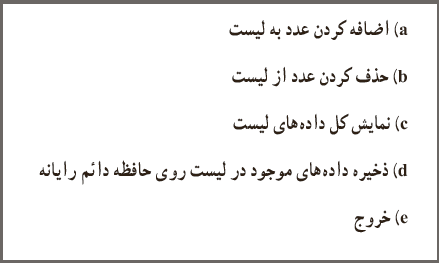 a) اضافه کردن عدد به لیست
b) حذف کردن عدد از لیست
c) نمایش کل داده‌های لیست
d) ذخیره داده‌های موجود در لیست روی حافظه دائم رایانه
e) خروج